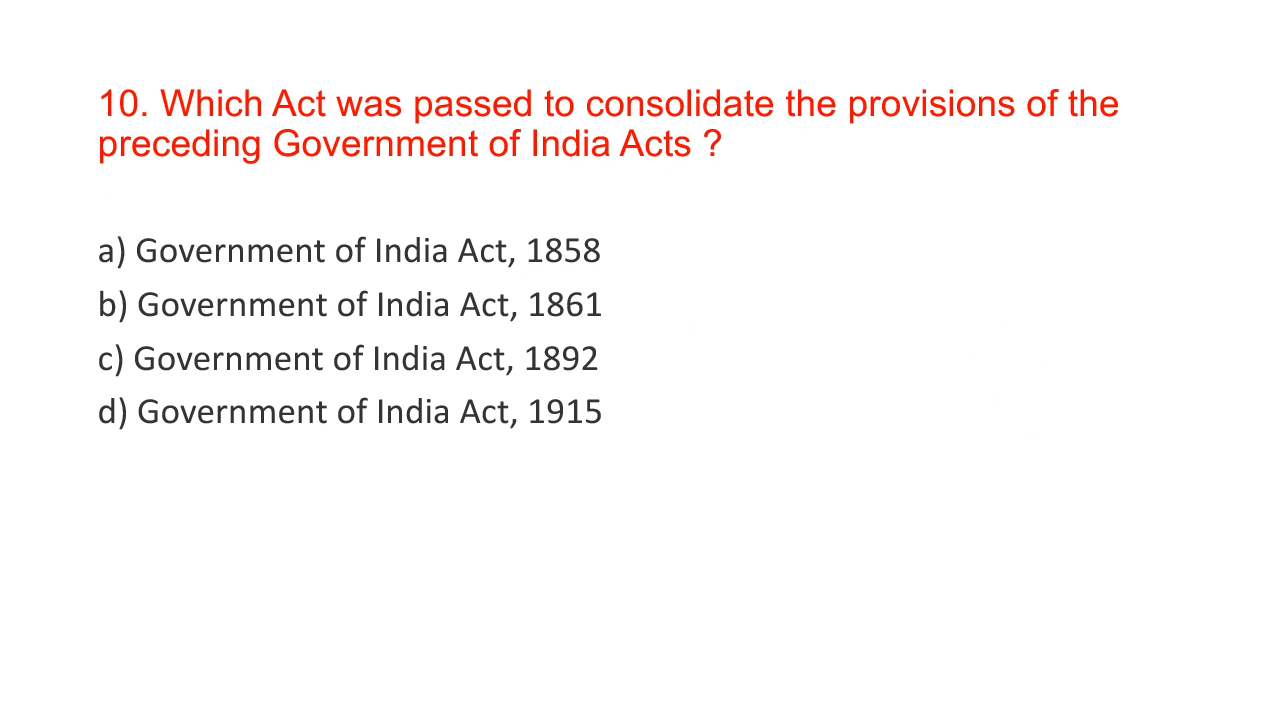 10. Which Act was passed to consolidate the provisions of the
preceding Government of India Acts ?
a) Government of India Act, 1858
b) Government of India Act, 1861
c) Government of India Act, 1892
d) Government of India Act, 1915